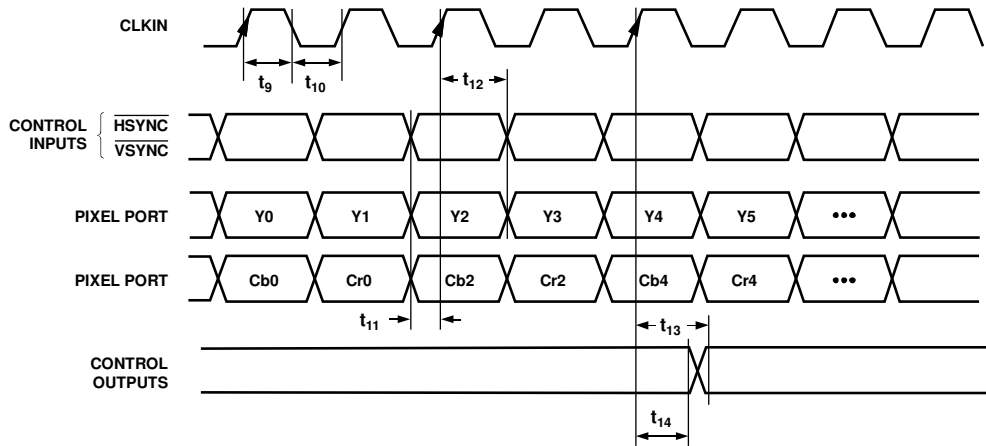 CLKIN
t9 t10 t12
CONTROL INPUTS HSYNC VSYNC
PIXEL PORT Y0 Y1 Y2 Y3 Y4 Y5 •••
PIXEL PORT Cb0 Cr0 Cb2 Cr2 Cb4 Cr4 •••
t11 t13
CONTROL OUTPUTS
t14